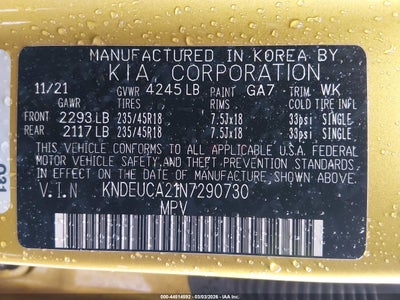 MANUFACTURED IN KOREA BY
KIA CORPORATION
11/21 GVWR 4245 LB PAINT GA7 TRIM WK
GAWR TIRES RIMS COLD TIRE INFL
FRONT 2293 LB 235/45R18 7.5Jx18 33psi SINGLE
REAR 2117 LB 235/45R18 7.5Jx18 33psi SINGLE
THIS VEHICLE CONFORMS TO ALL APPLICABLE U.S.A. FEDERAL
MOTOR VEHICLE SAFETY, BUMPER, AND THEFT PREVENTION STANDARDS
IN EFFECT ON THE DATE OF MANUFACTURE SHOWN ABOVE.
V.I.N KNDEUCA21N7290730
MPV
000-44514592 - 03/03/2026 - IAA Inc.